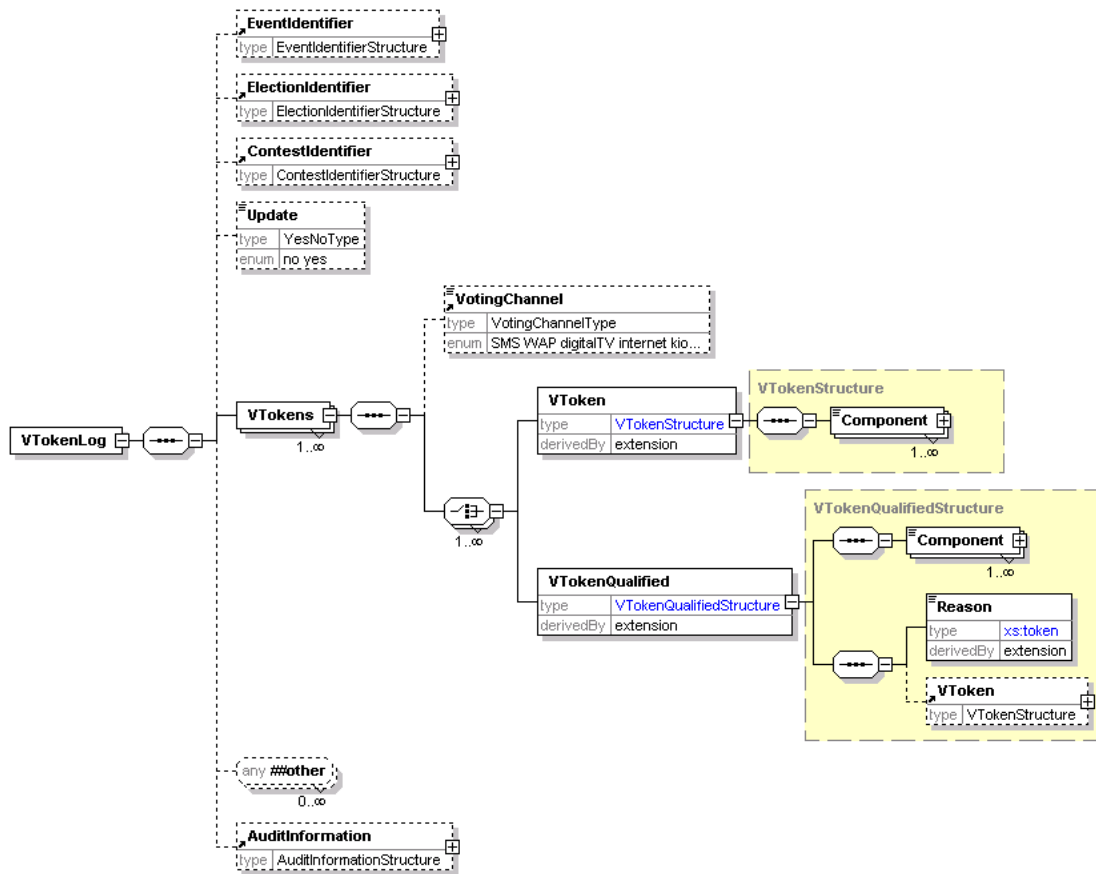 EventIdentifier
type EventIdentifierStructure
ElectionIdentifier
type ElectionIdentifierStructure
ContestIdentifier
type ContestIdentifierStructure
Update
type YesNoType
enum no yes
VotingChannel
type VotingChannelType
enum SMS WAP digitalTV internet kio...
VTokenLog
VTokens
1..∞
1..∞
VToken
type VTokenStructure
derivedBy extension
VTokenStructure
Component
1..∞
VTokenQualified
type VTokenQualifiedStructure
derivedBy extension
VTokenQualifiedStructure
Component
1..∞
Reason
type xs:token
derivedBy extension
VToken
type VTokenStructure
any ##other
0..∞
AuditInformation
type AuditInformationStructure